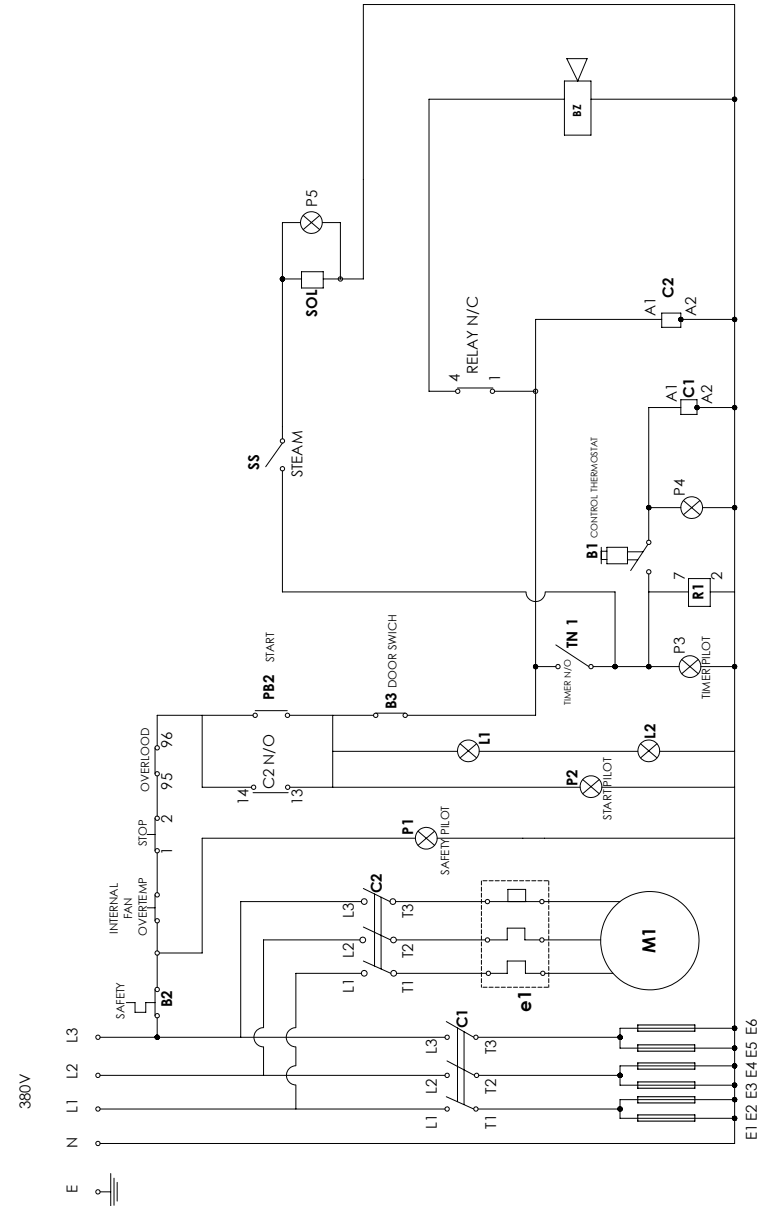 380V
E
N
L1
L2
L3
SAFETY
B2
INTERNAL
FAN
OVERTEMP
STOP
1
2
OVERLOOD
95
96
14
C2 N/O
13
PB2
START
B3 DOOR SWICH
SS
STEAM
SOL
P5
RELAY N/C
4
1
BZ
A1
C2
A2
A1
C1
A2
B1 CONTROL THERMOSTAT
P4
7
R1
2
TN 1
TIMER N/O
P3
TIMER PILOT
L1
L2
P2
START PILOT
P1
SAFETY PILOT
L1
L2
L3
C2
T1
T2
T3
e1
M1
L1
L2
L3
C1
T1
T2
T3
E1 E2 E3 E4 E5 E6